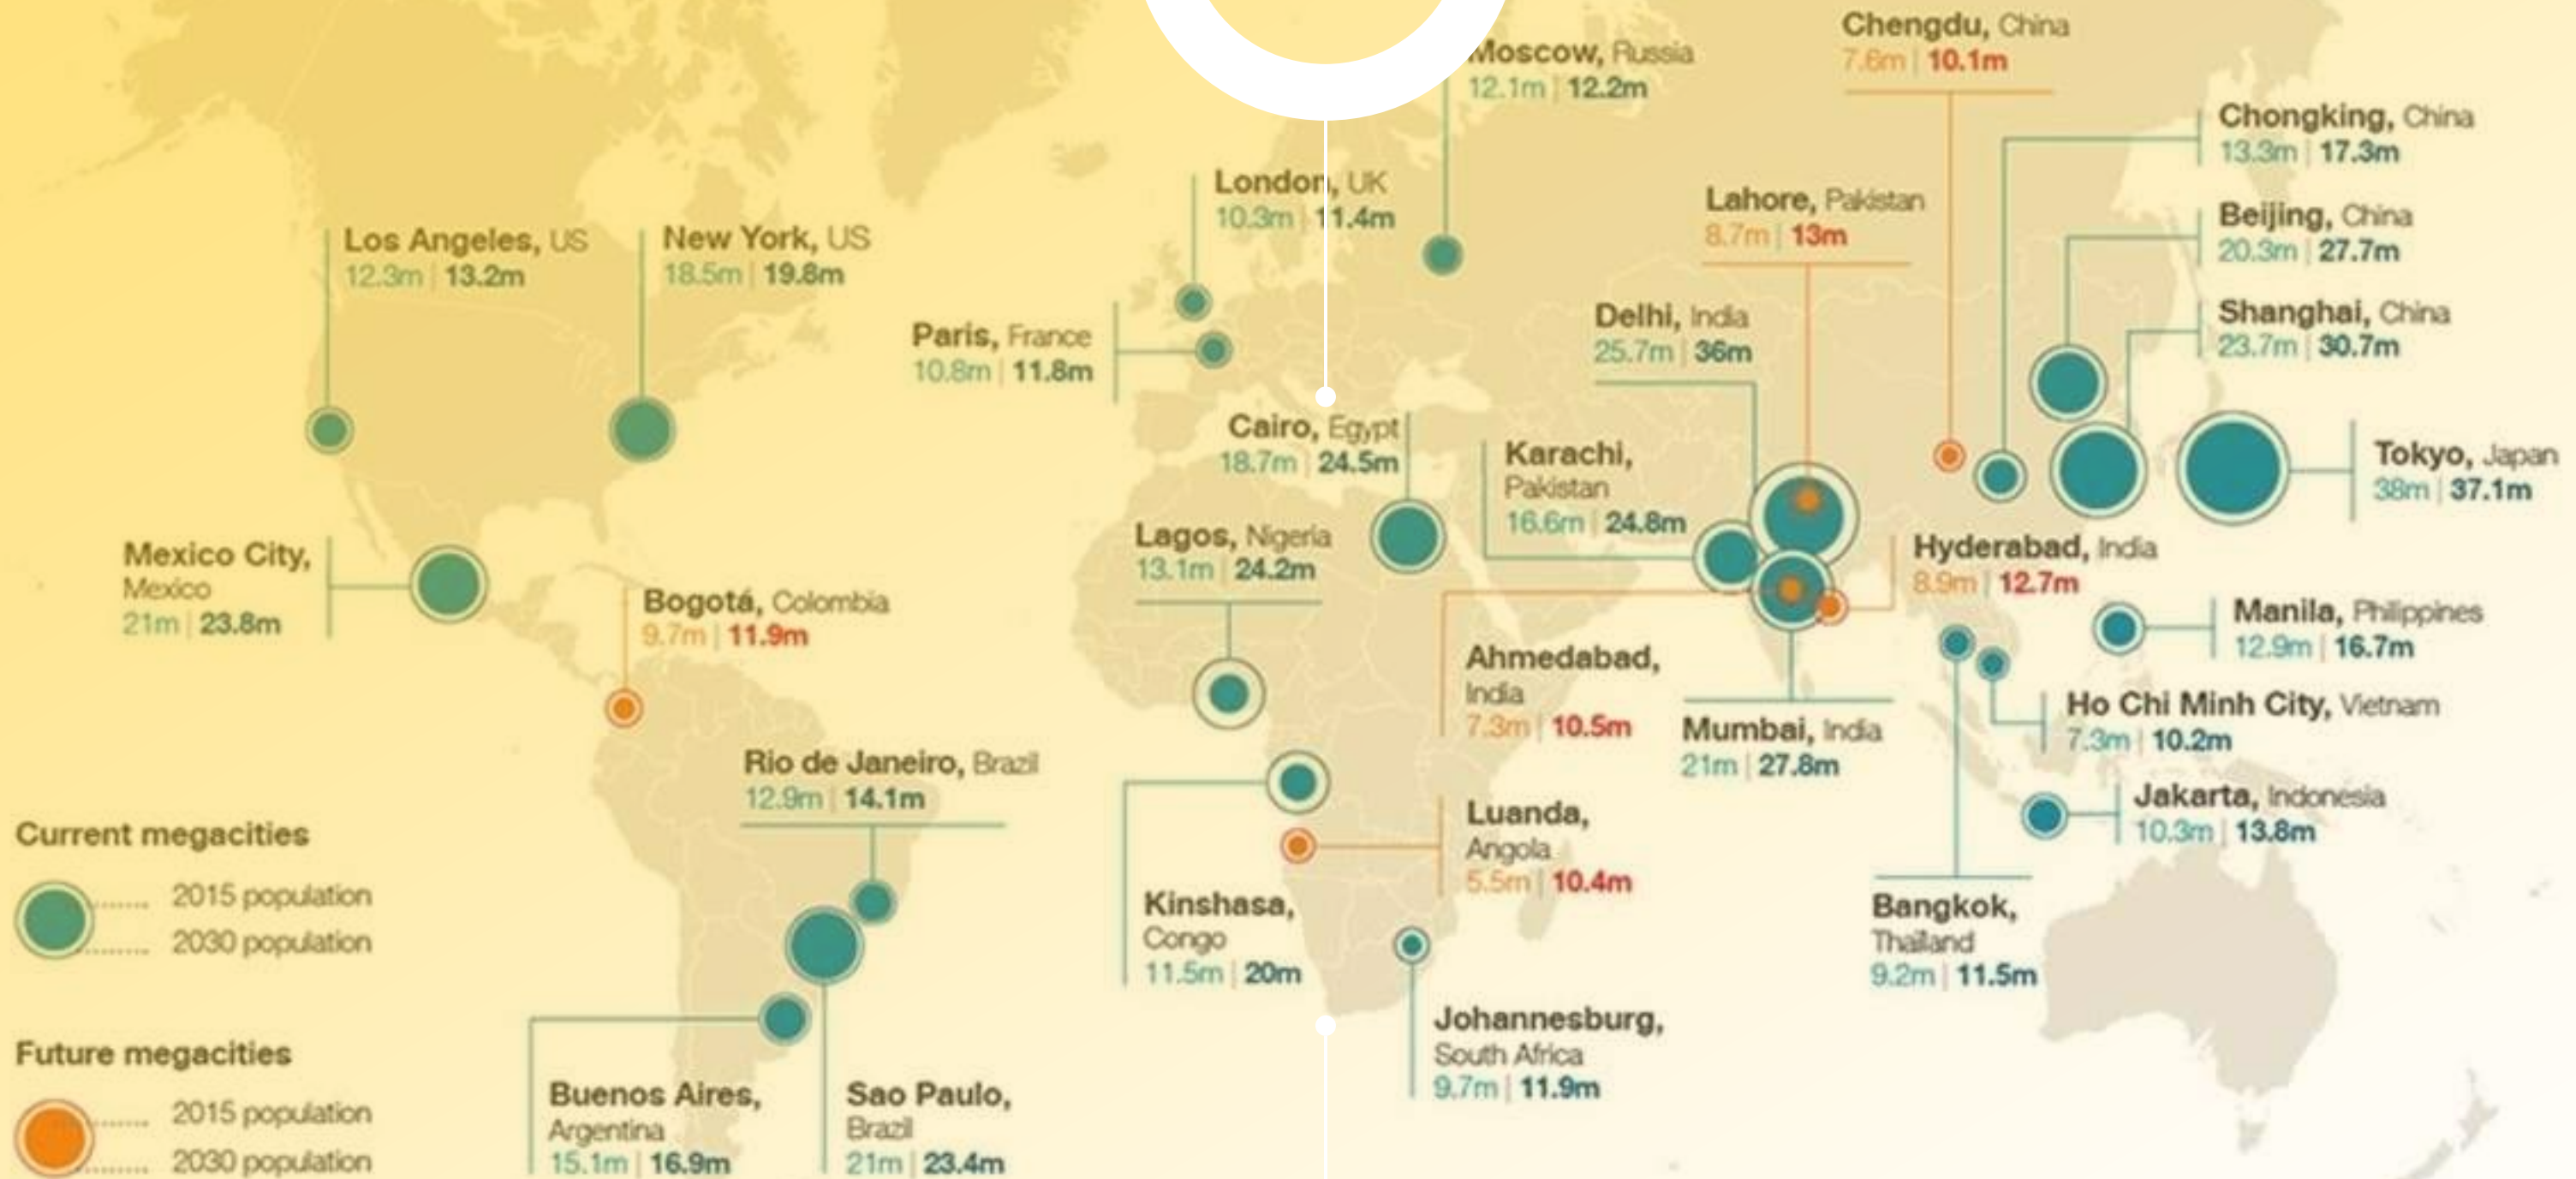 Chengdu, China
7.6m | 10.1m
Moscow, Russia
12.1m | 12.2m
Chongking, China
13.3m | 17.3m
London, UK
10.3m | 11.4m
Lahore, Pakistan
8.7m | 13m
Beijing, China
20.3m | 27.7m
Los Angeles, US
12.3m | 13.2m
New York, US
18.5m | 19.8m
Paris, France
10.8m | 11.8m
Delhi, India
25.7m | 36m
Shanghai, China
23.7m | 30.7m
Cairo, Egypt
18.7m | 24.5m
Karachi,
Pakistan
16.6m | 24.8m
Tokyo, Japan
38m | 37.1m
Mexico City,
Mexico
21m | 23.8m
Lagos, Nigeria
13.1m | 24.2m
Hyderabad, India
8.9m | 12.7m
Bogotá, Colombia
9.7m | 11.9m
Manila, Philippines
12.9m | 16.7m
Ahmedabad,
India
7.3m | 10.5m
Mumbai, India
21m | 27.8m
Ho Chi Minh City, Vietnam
7.3m | 10.2m
Rio de Janeiro, Brazil
12.9m | 14.1m
Luanda,
Angola
5.5m | 10.4m
Jakarta, Indonesia
10.3m | 13.8m
Kinshasa,
Congo
11.5m | 20m
Bangkok,
Thailand
9.2m | 11.5m
Johannesburg,
South Africa
9.7m | 11.9m
Buenos Aires,
Argentina
15.1m | 16.9m
Sao Paulo,
Brazil
21m | 23.4m
Current megacities
2015 population
2030 population
Future megacities
2015 population
2030 population